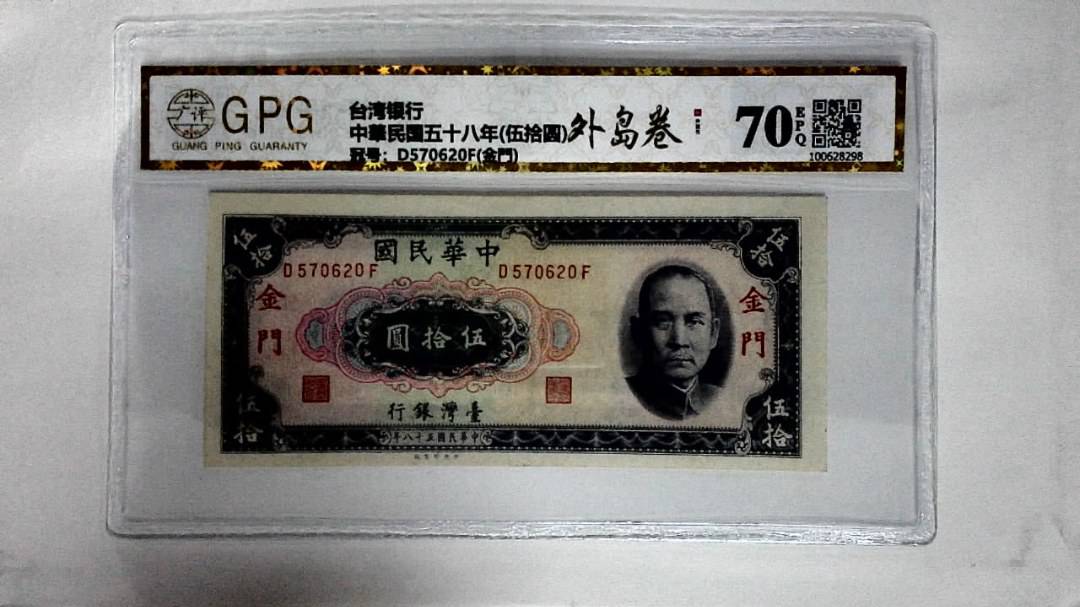 GPG
广评
GUANG PING GUARANTY
台湾银行
中華民国五十八年(伍拾圓)
冠号：D570620F(金門)
外岛卷
70
EPQ
100628298
伍拾
國民華中
伍拾
D570620F
D570620F
金門
圓拾伍
金門
行銀灣臺
伍拾
年八十五國民華中
伍拾